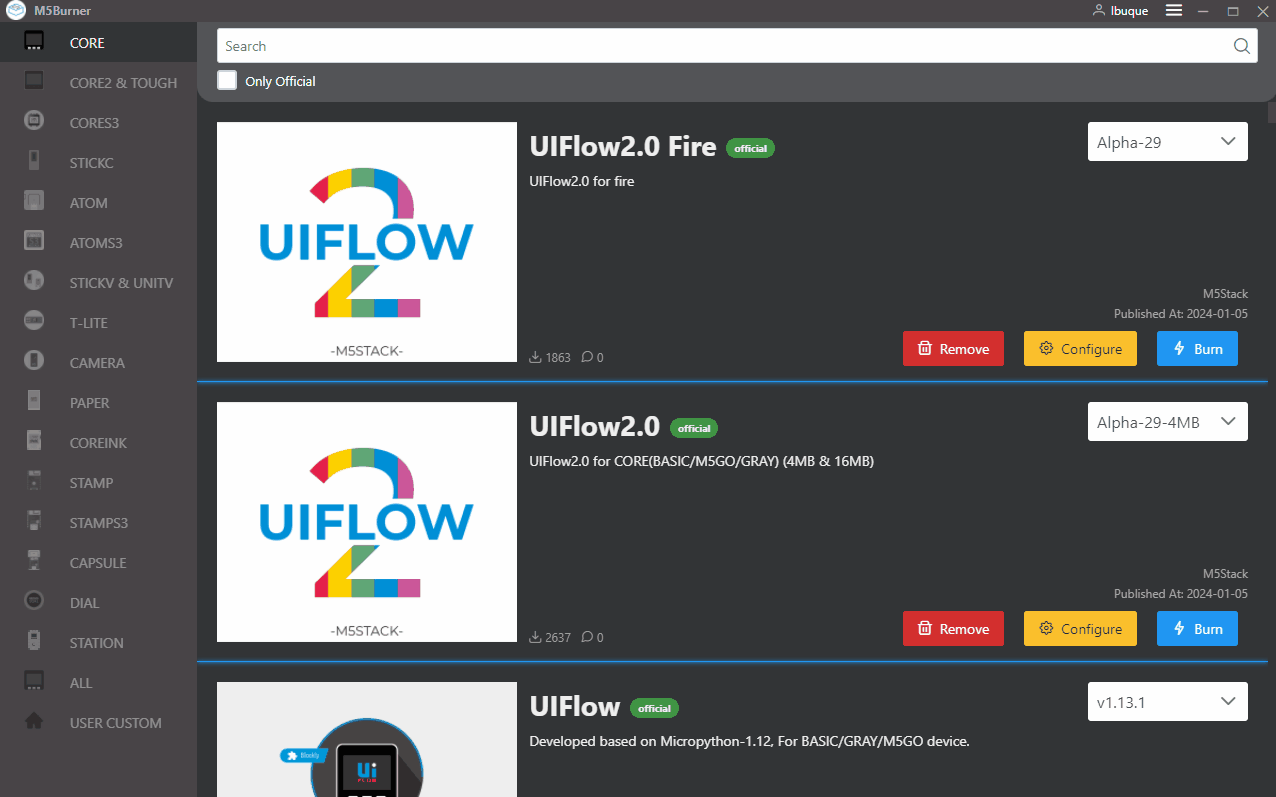 M5Burner
lbuque
CORE
CORE2 & TOUGH
CORES3
STICKC
ATOM
ATOMS3
STICKV & UNITV
T-LITE
CAMERA
PAPER
COREINK
STAMP
STAMPS3
CAPSULE
DIAL
STATION
ALL
USER CUSTOM
Search
Only Official
2
UIFLOW
-M5STACK-
UIFlow2.0 Fire official
Alpha-29
UIFlow2.0 for fire
M5Stack
Published At: 2024-01-05
1863 0
Remove Configure Burn
2
UIFLOW
-M5STACK-
UIFlow2.0 official
Alpha-29-4MB
UIFlow2.0 for CORE(BASIC/M5GO/GRAY) (4MB & 16MB)
M5Stack
Published At: 2024-01-05
2637 0
Remove Configure Burn
Weekly
Ui
FLOW
UIFlow official
v1.13.1
Developed based on Micropython-1.12, For BASIC/GRAY/M5GO device.